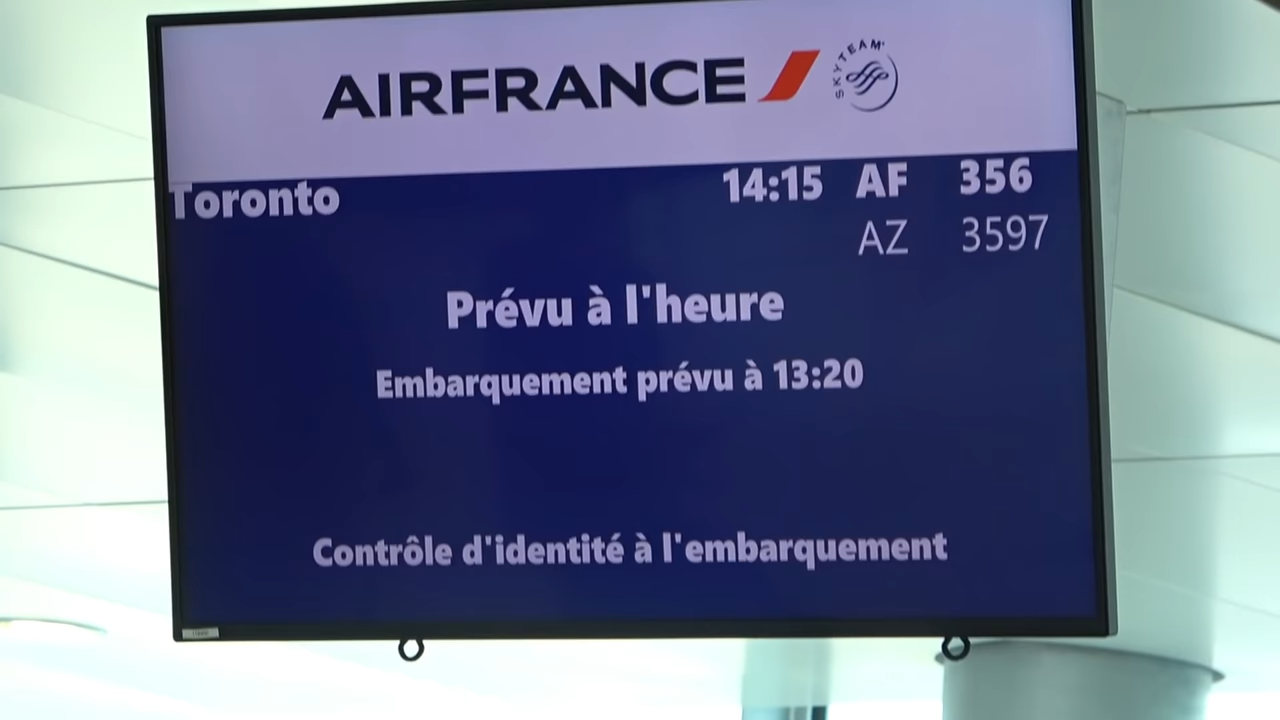 AIRFRANCE SKYTEAM
Toronto 14:15 AF 356
AZ 3597
Prévu à l'heure
Embarquement prévu à 13:20
Contrôle d'identité à l'embarquement